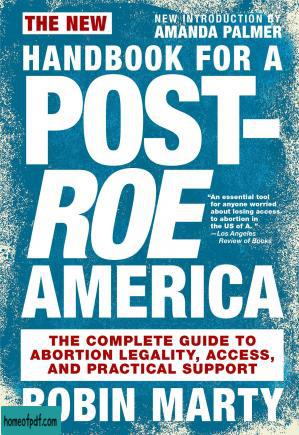 THE NEW
NEW INTRODUCTION BY
AMANDA PALMER
HANDBOOK FOR A
POST-
ROE
"An essential tool
for anyone worried
about losing access
to abortion in
the US of A."
—Los Angeles
Review of Books
AMERICA
THE COMPLETE GUIDE TO
ABORTION LEGALITY, ACCESS,
AND PRACTICAL SUPPORT
ROBIN MARTY
homeofpdf.com